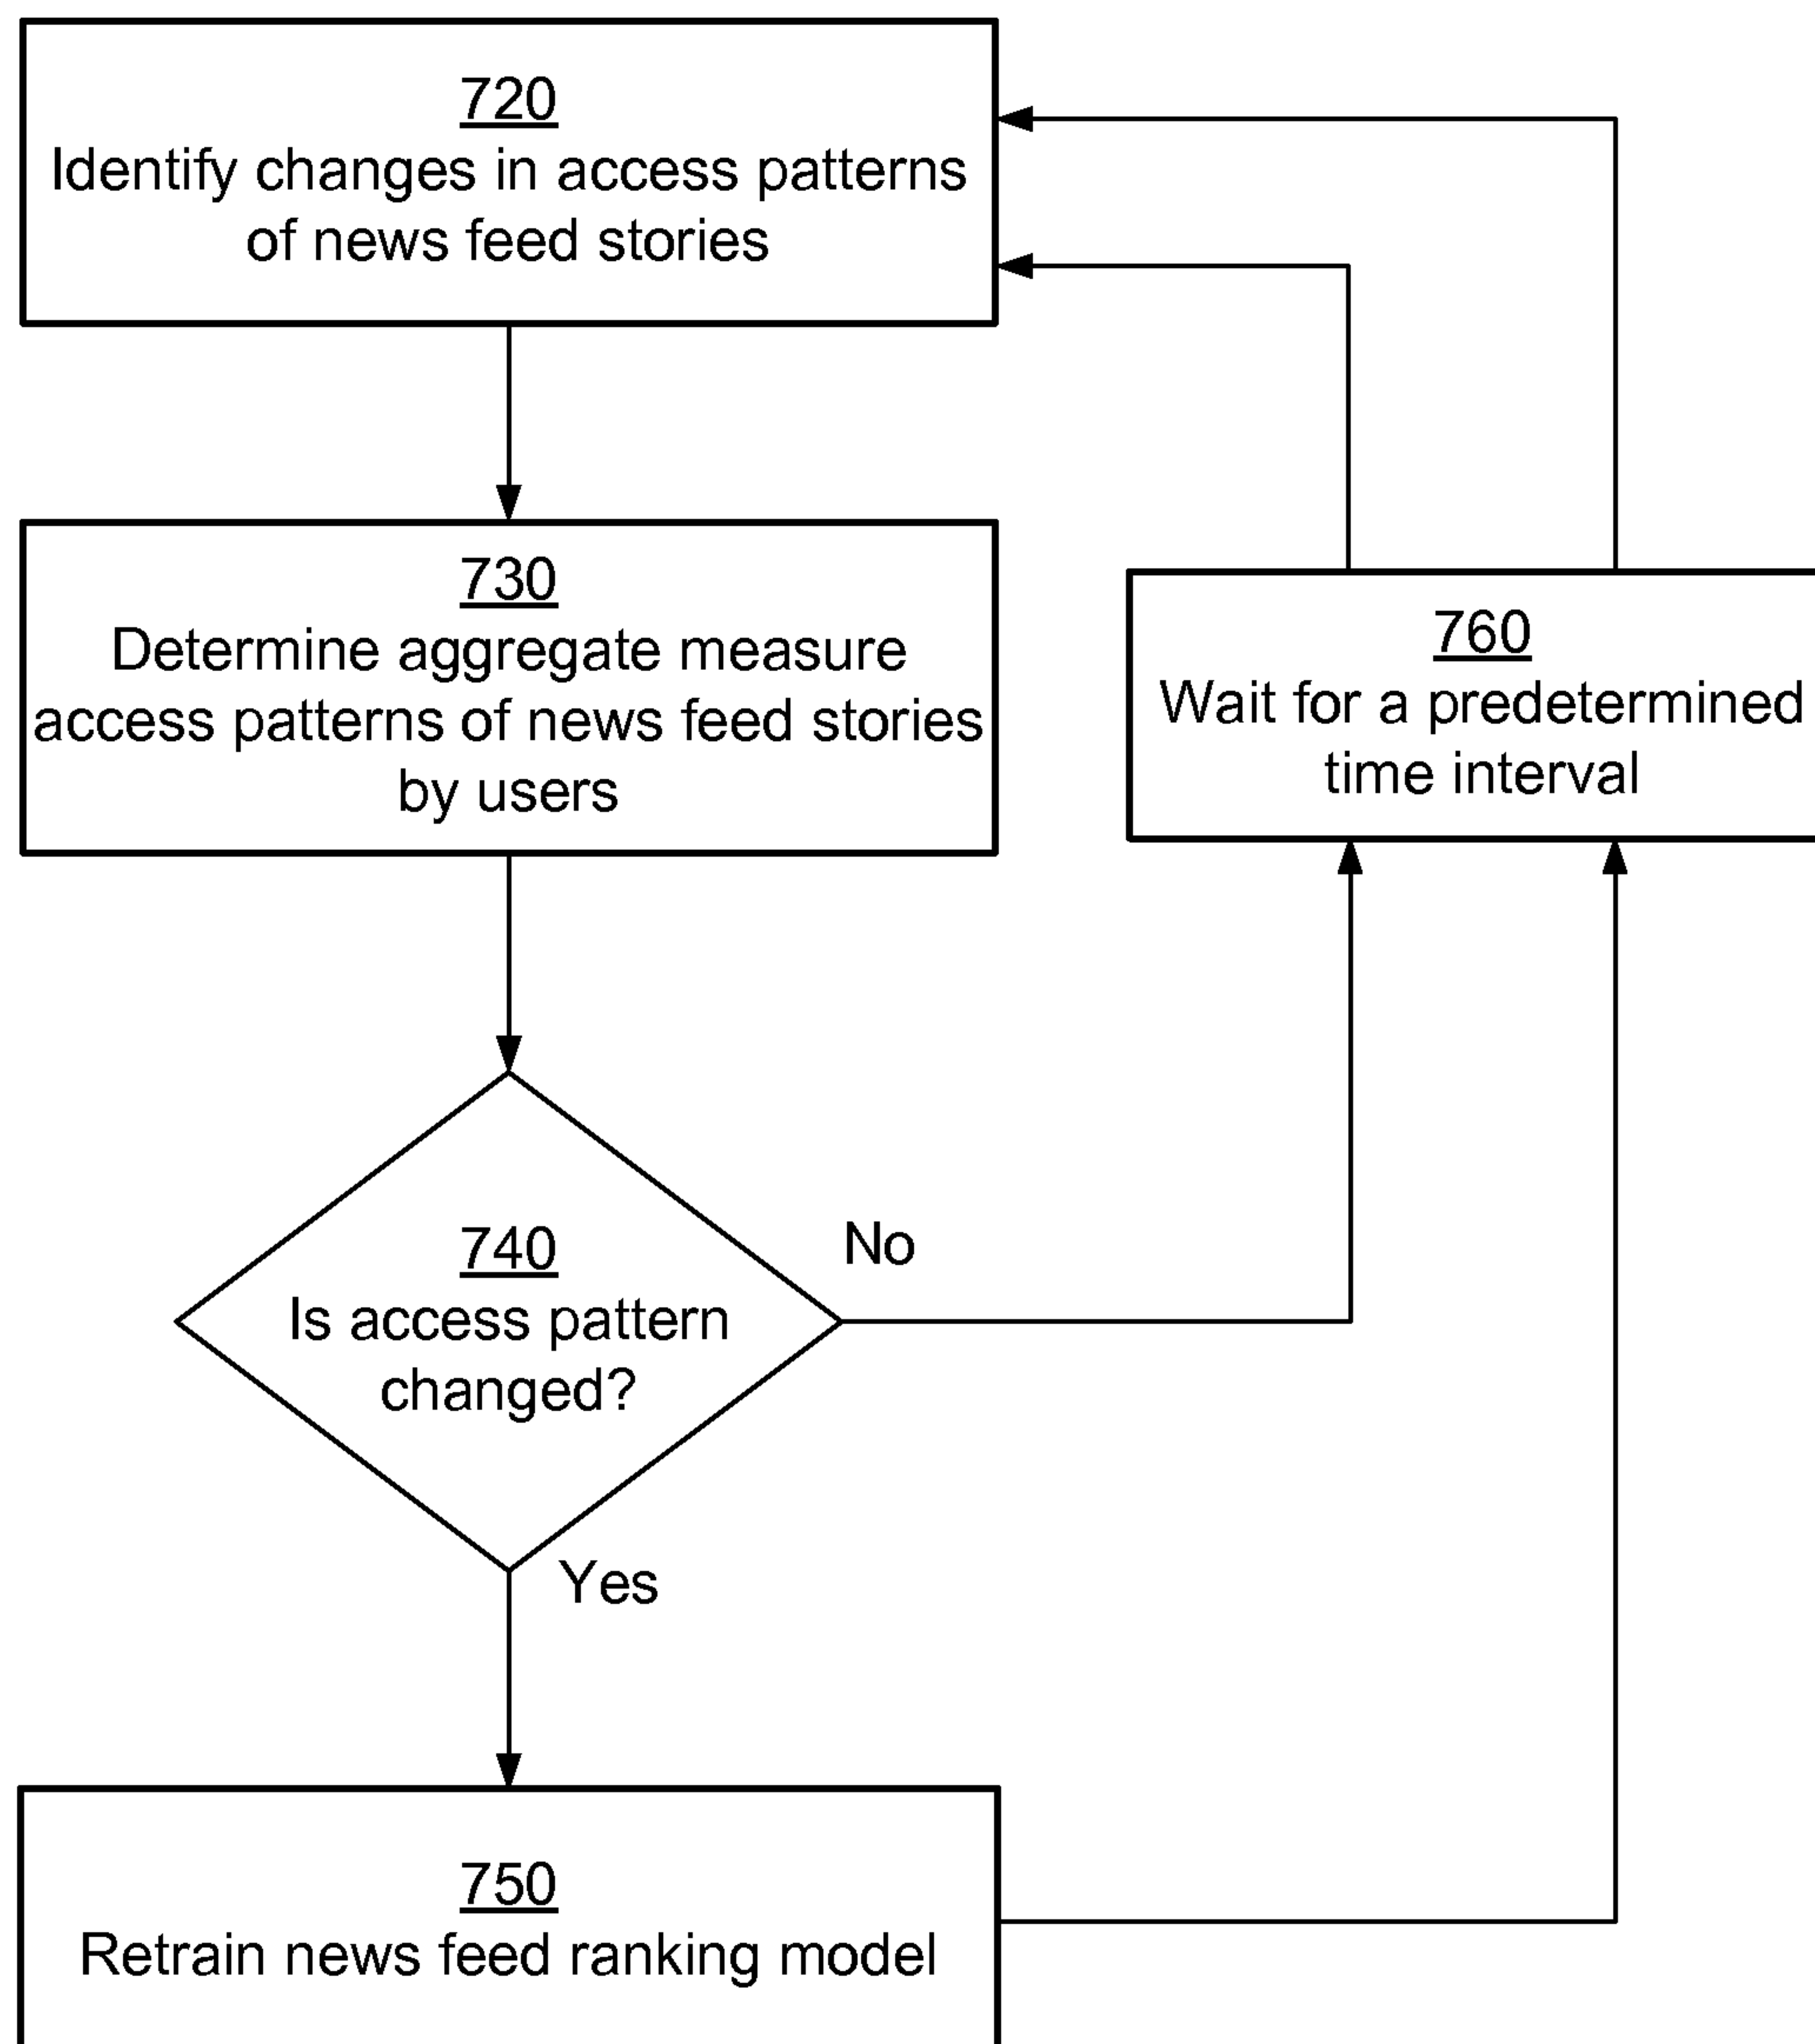 720
Identify changes in access patterns
of news feed stories
730
Determine aggregate measure
access patterns of news feed stories
by users
760
Wait for a predetermined
time interval
740
Is access pattern
changed?
No
Yes
750
Retrain news feed ranking model